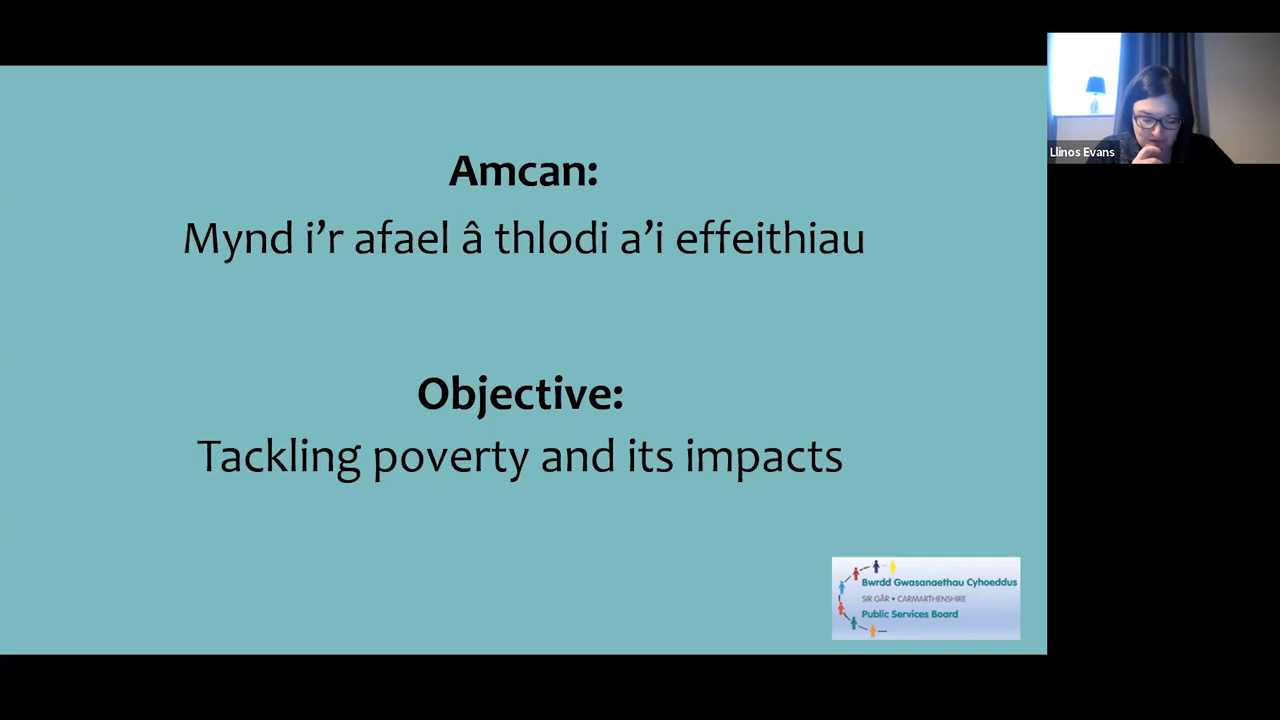 Amcan:
Mynd i’r afael â thlodi a’i effeithiau
Objective:
Tackling poverty and its impacts
Bwrdd Gwasanaethau Cyhoeddus
SIR GÂR • CARMARTHENSHIRE
Public Services Board
Llinos Evans